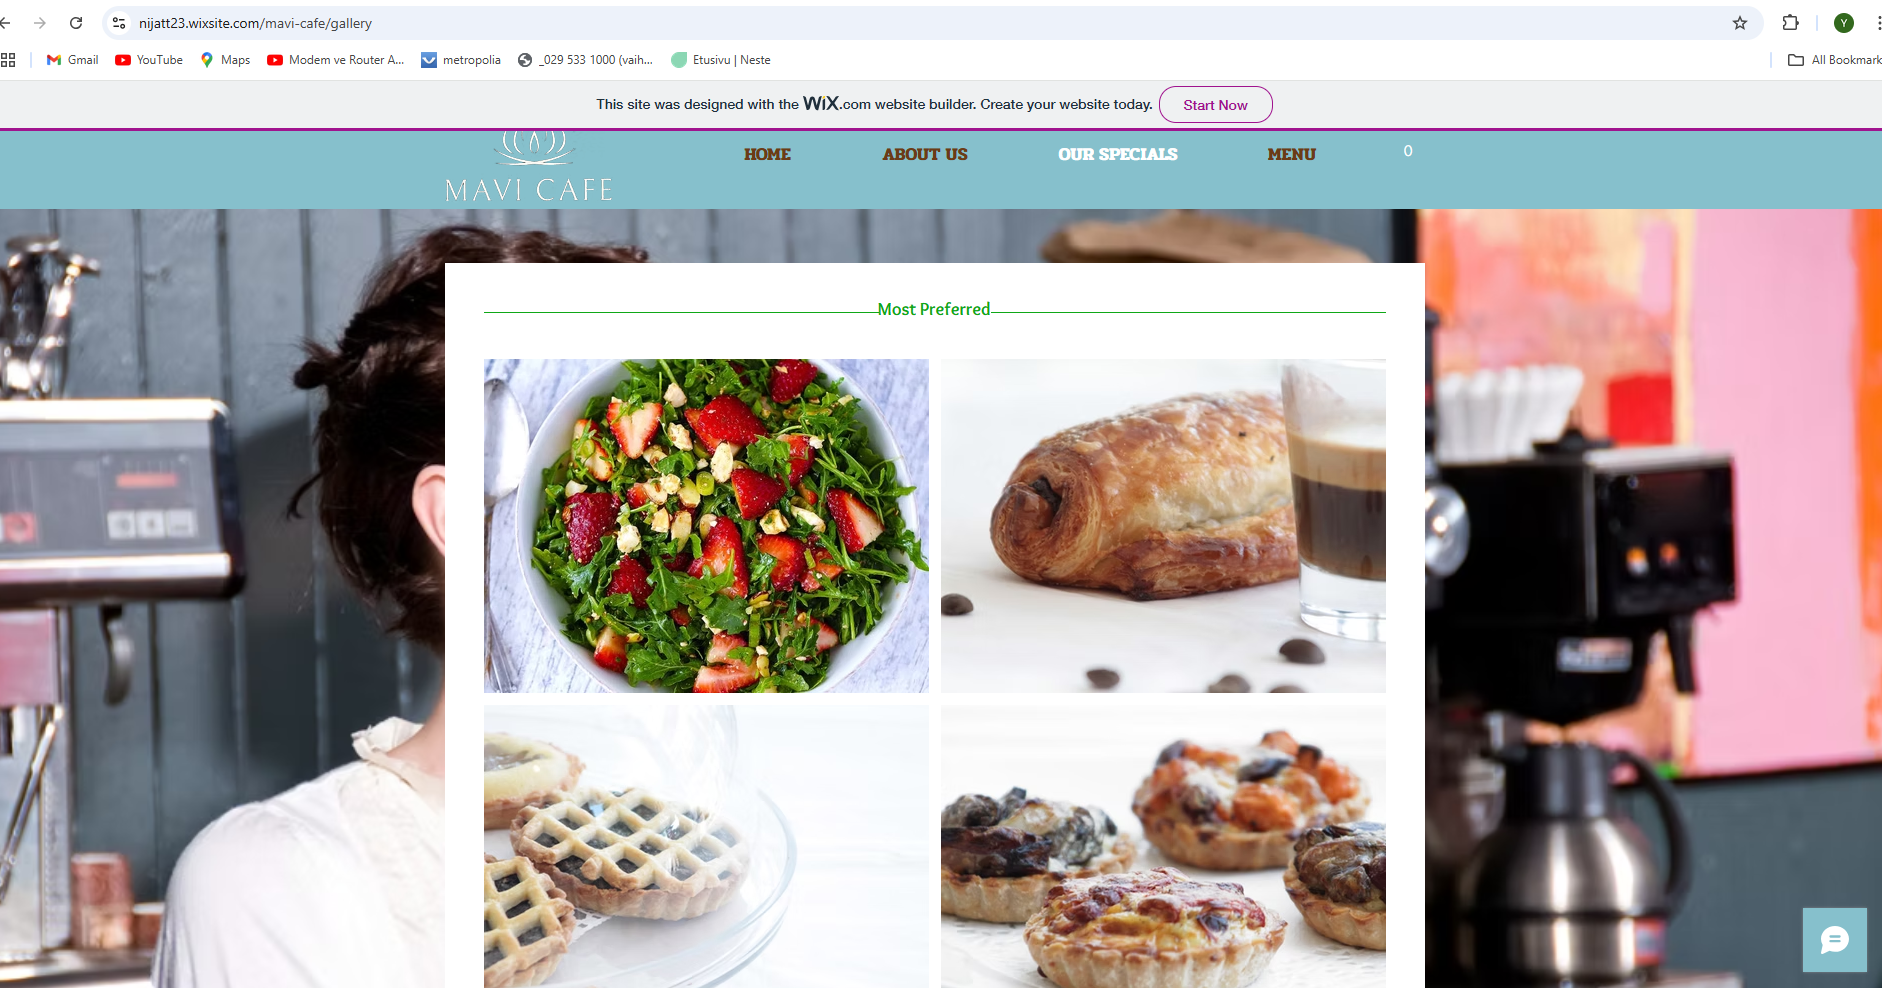 nijatt23.wixsite.com/mavi-cafe/gallery
Y
Gmail YouTube Maps Modem ve Router A... metropolia _029 533 1000 (vaih... Etusivu | Neste All Bookmark
This site was designed with the WiX.com website builder. Create your website today. Start Now
MAVI CAFE
HOME ABOUT US OUR SPECIALS MENU 0
Most Preferred